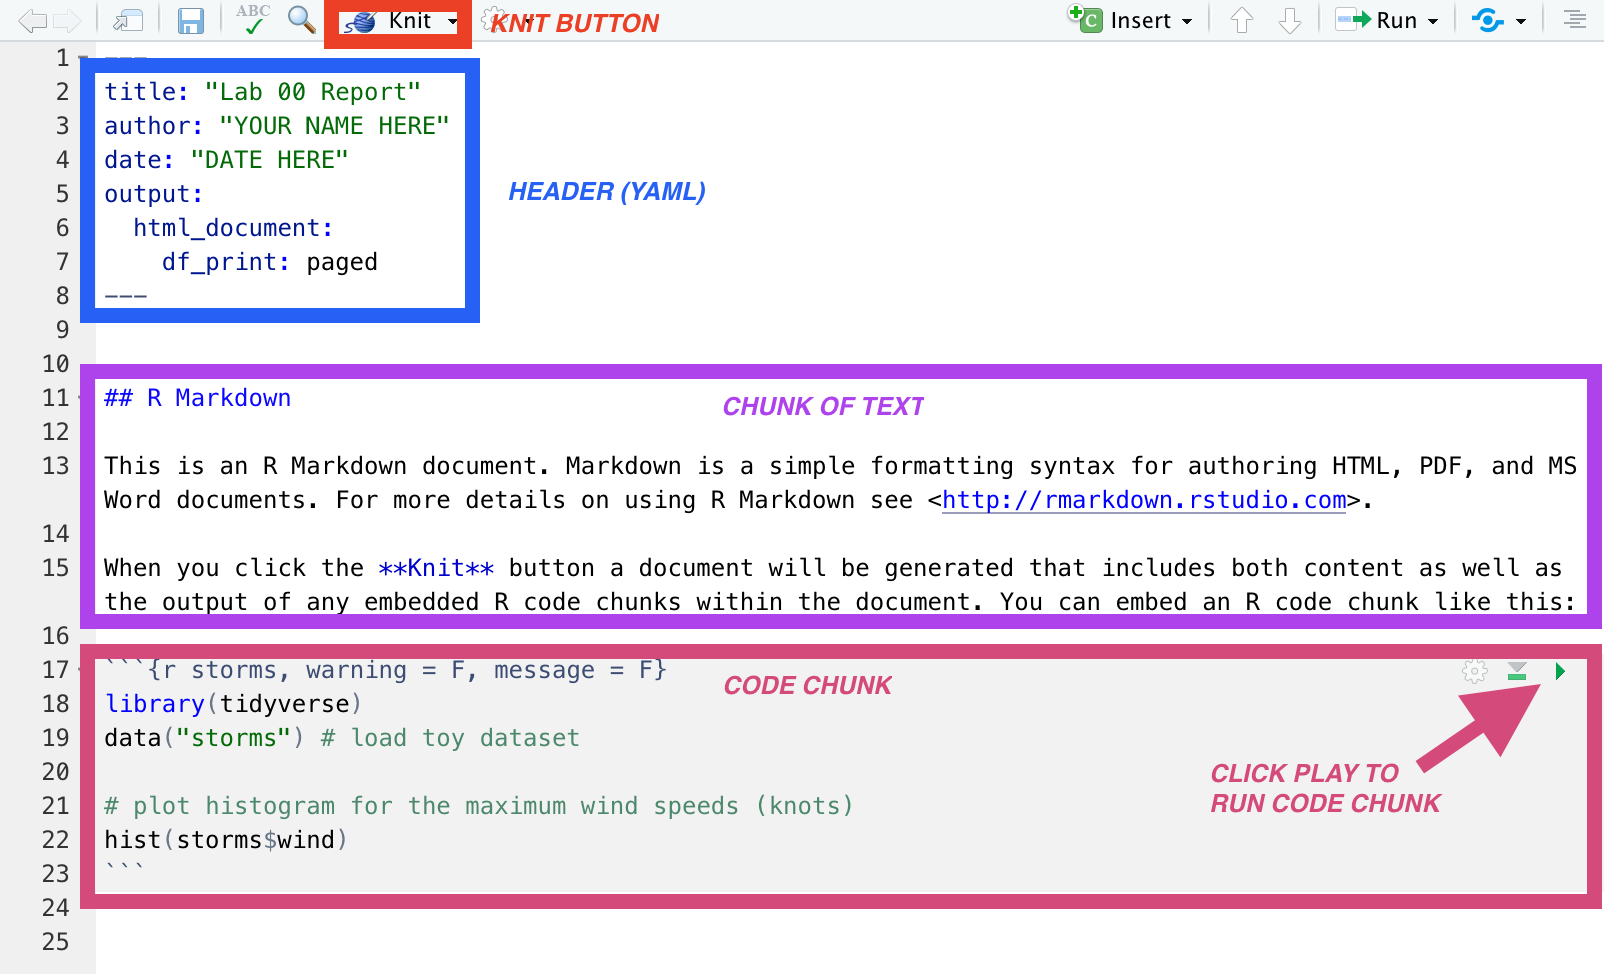 ABC Knit KNIT BUTTON C Insert Run
1 ---
2 title: "Lab 00 Report"
3 author: "YOUR NAME HERE"
4 date: "DATE HERE"
5 output:
HEADER (YAML)
6 html_document:
7 df_print: paged
8 ---
9
10
11 ## R Markdown
CHUNK OF TEXT
12
13 This is an R Markdown document. Markdown is a simple formatting syntax for authoring HTML, PDF, and MS
Word documents. For more details on using R Markdown see <http://rmarkdown.rstudio.com>.
14
15 When you click the **Knit** button a document will be generated that includes both content as well as
the output of any embedded R code chunks within the document. You can embed an R code chunk like this:
16
17 ```{r storms, warning = F, message = F}
CODE CHUNK
18 library(tidyverse)
19 data("storms") # load toy dataset
20
CLICK PLAY TO
RUN CODE CHUNK
21 # plot histogram for the maximum wind speeds (knots)
22 hist(storms$wind)
23 ```
24
25